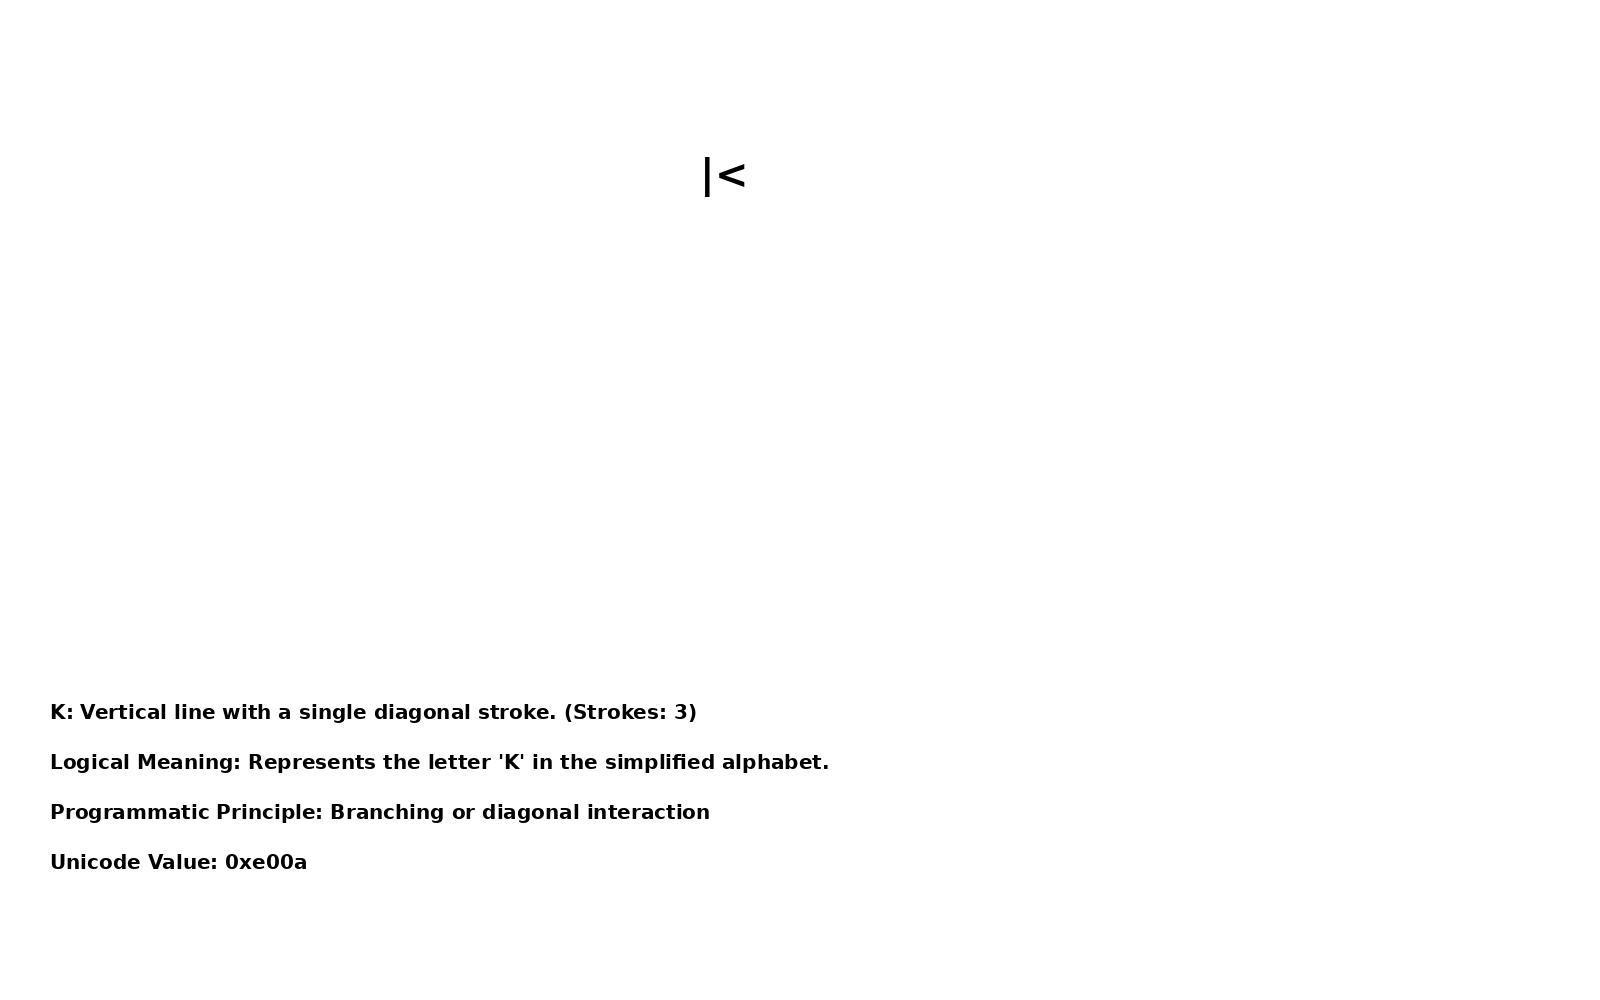 |<
K: Vertical line with a single diagonal stroke. (Strokes: 3)
Logical Meaning: Represents the letter 'K' in the simplified alphabet.
Programmatic Principle: Branching or diagonal interaction
Unicode Value: 0xe00a